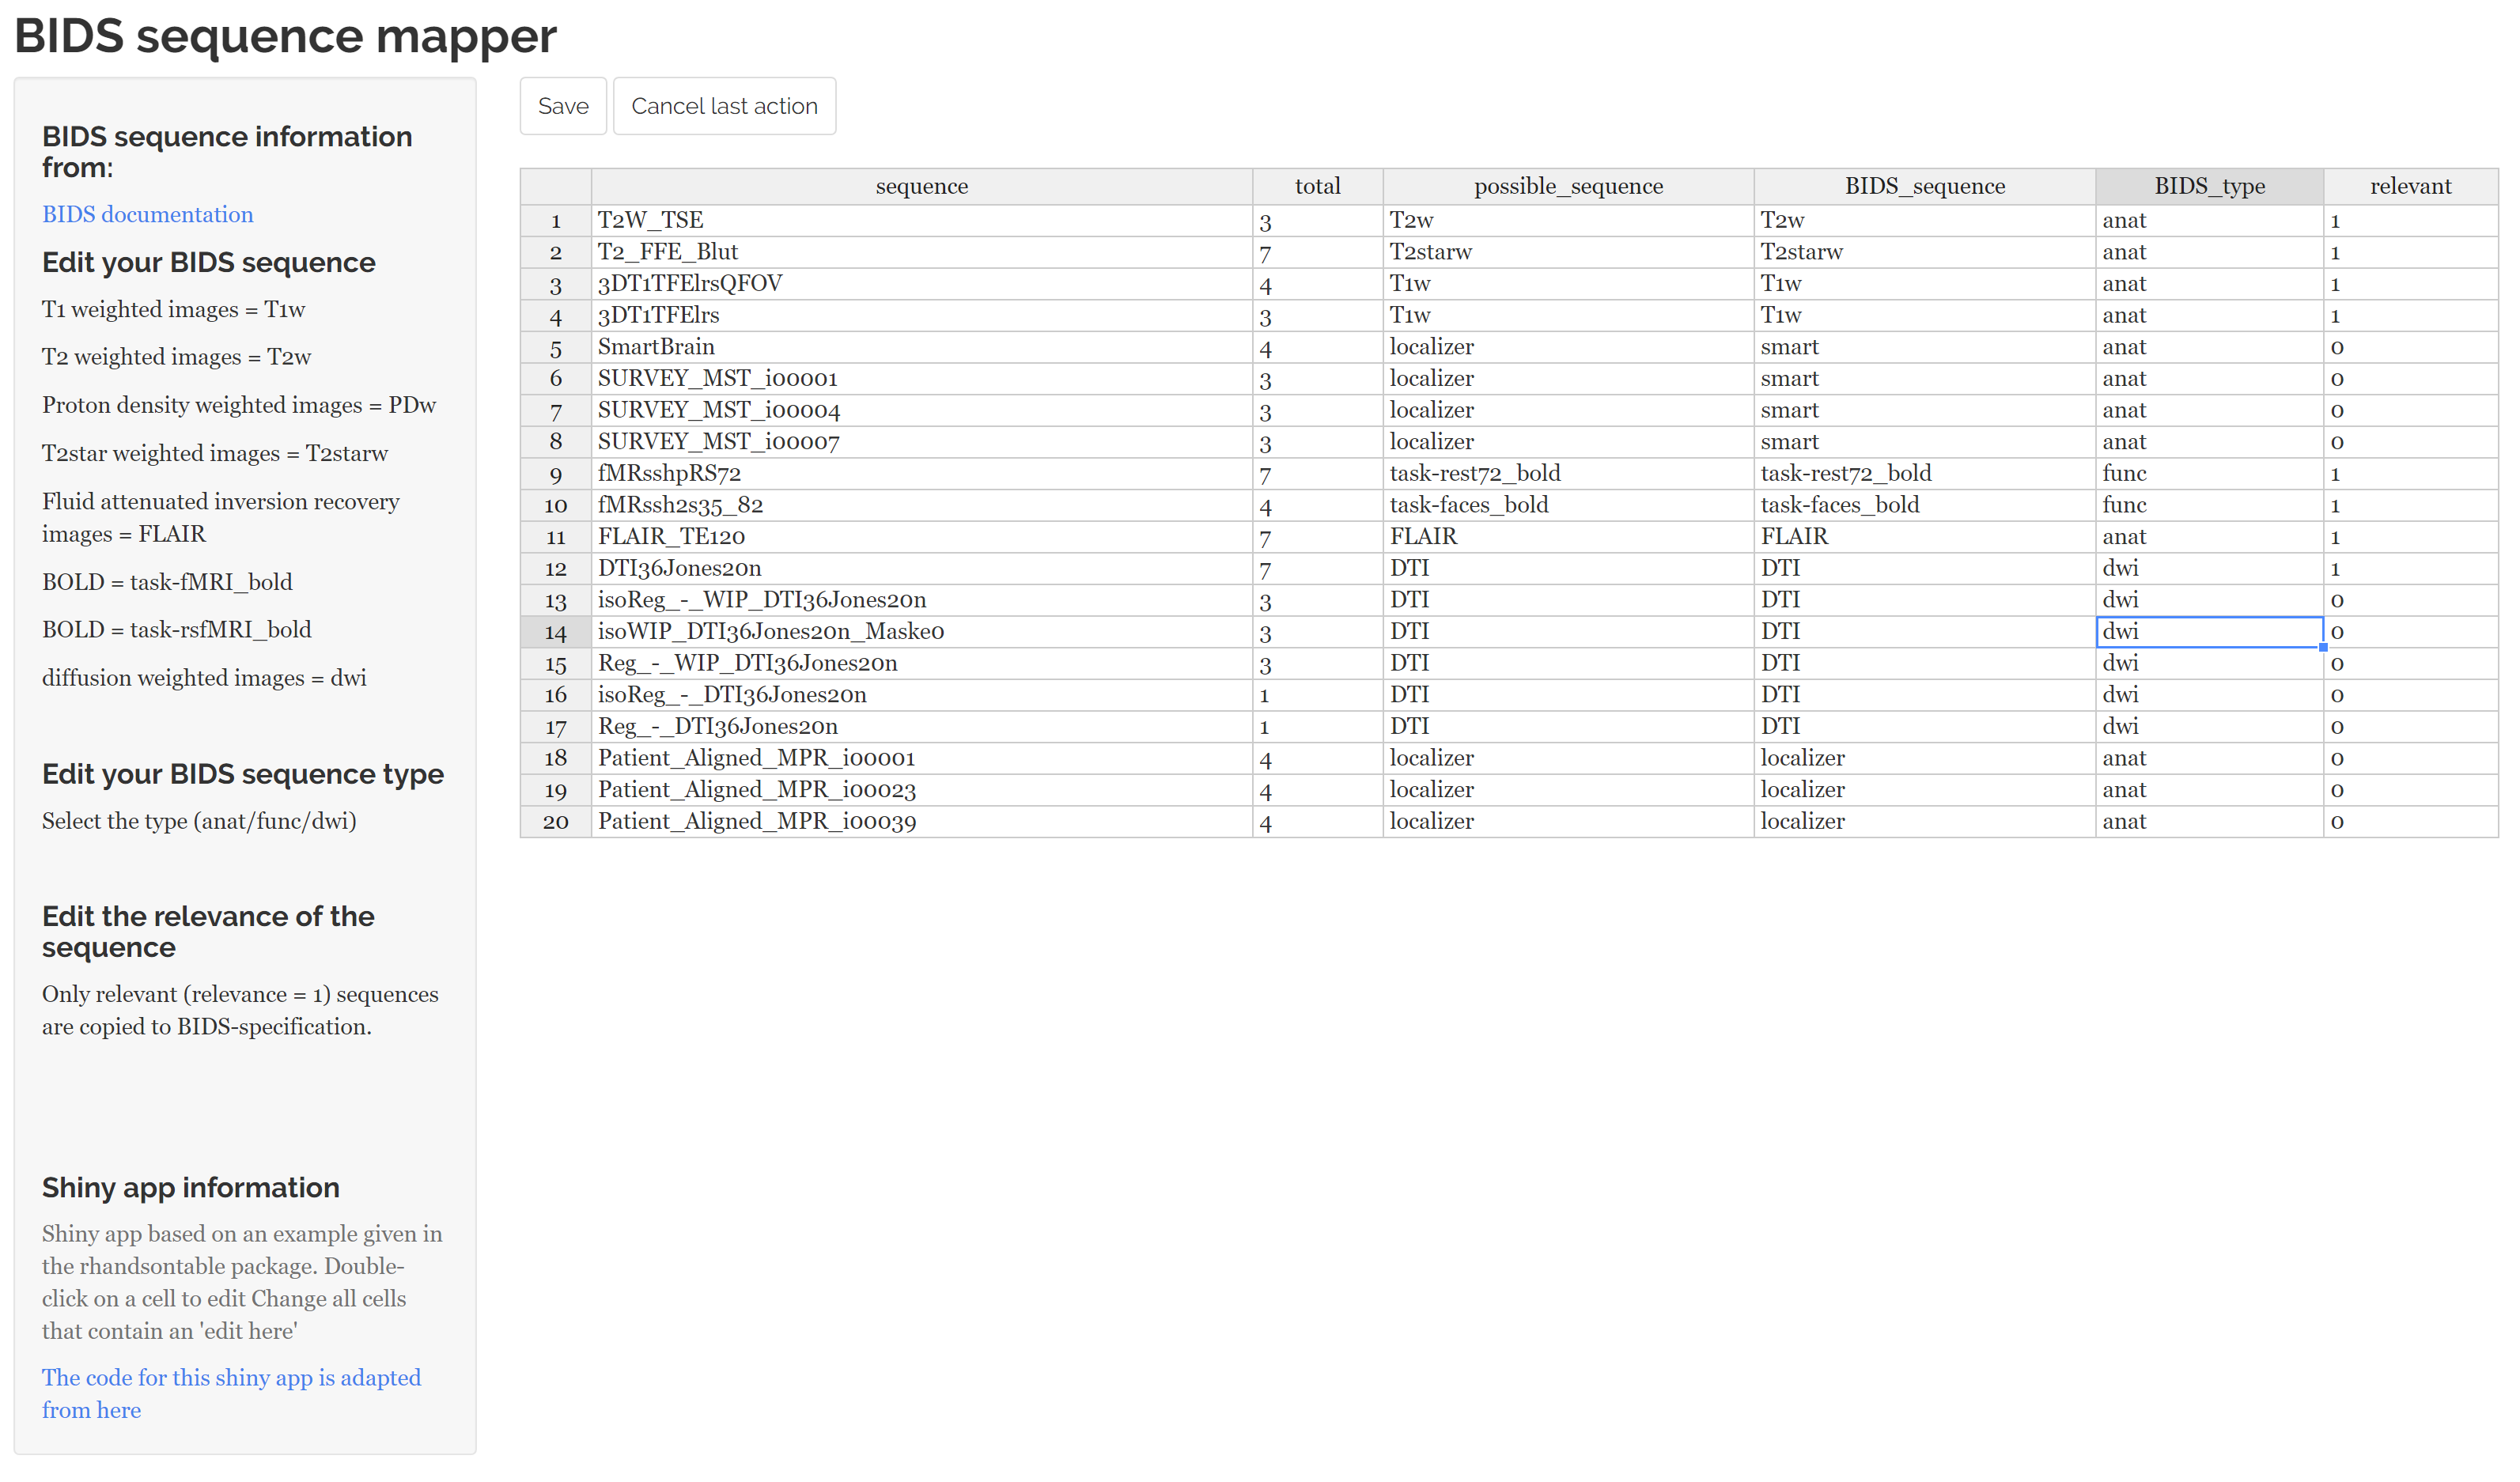 BIDS sequence mapper
BIDS sequence information
from:
BIDS documentation
Edit your BIDS sequence
T1 weighted images = T1w
T2 weighted images = T2w
Proton density weighted images = PDw
T2star weighted images = T2starw
Fluid attenuated inversion recovery
images = FLAIR
BOLD = task-fMRI_bold
BOLD = task-rsfMRI_bold
diffusion weighted images = dwi
Edit your BIDS sequence type
Select the type (anat/func/dwi)
Edit the relevance of the
sequence
Only relevant (relevance = 1) sequences
are copied to BIDS-specification.
Shiny app information
Shiny app based on an example given in
the rhandsontable package. Double-
click on a cell to edit Change all cells
that contain an 'edit here'
The code for this shiny app is adapted
from here
Save Cancel last action
sequence total possible_sequence BIDS_sequence BIDS_type relevant
1 T2W_TSE 3 T2w T2w anat 1
2 T2_FFE_Blut 7 T2starw T2starw anat 1
3 3DT1TFElrsQFOV 4 T1w T1w anat 1
4 3DT1TFElrs 3 T1w T1w anat 1
5 SmartBrain 4 localizer smart anat 0
6 SURVEY_MST_i00001 3 localizer smart anat 0
7 SURVEY_MST_i00004 3 localizer smart anat 0
8 SURVEY_MST_i00007 3 localizer smart anat 0
9 fMRsshpRS72 7 task-rest72_bold task-rest72_bold func 1
10 fMRssh2s35_82 4 task-faces_bold task-faces_bold func 1
11 FLAIR_TE120 7 FLAIR FLAIR anat 1
12 DTI36Jones20n 7 DTI DTI dwi 1
13 isoReg_-_WIP_DTI36Jones20n 3 DTI DTI dwi 0
14 isoWIP_DTI36Jones20n_Maske0 3 DTI DTI dwi 0
15 Reg_-_WIP_DTI36Jones20n 3 DTI DTI dwi 0
16 isoReg_-_DTI36Jones20n 1 DTI DTI dwi 0
17 Reg_-_DTI36Jones20n 1 DTI DTI dwi 0
18 Patient_Aligned_MPR_i00001 4 localizer localizer anat 0
19 Patient_Aligned_MPR_i00023 4 localizer localizer anat 0
20 Patient_Aligned_MPR_i00039 4 localizer localizer anat 0